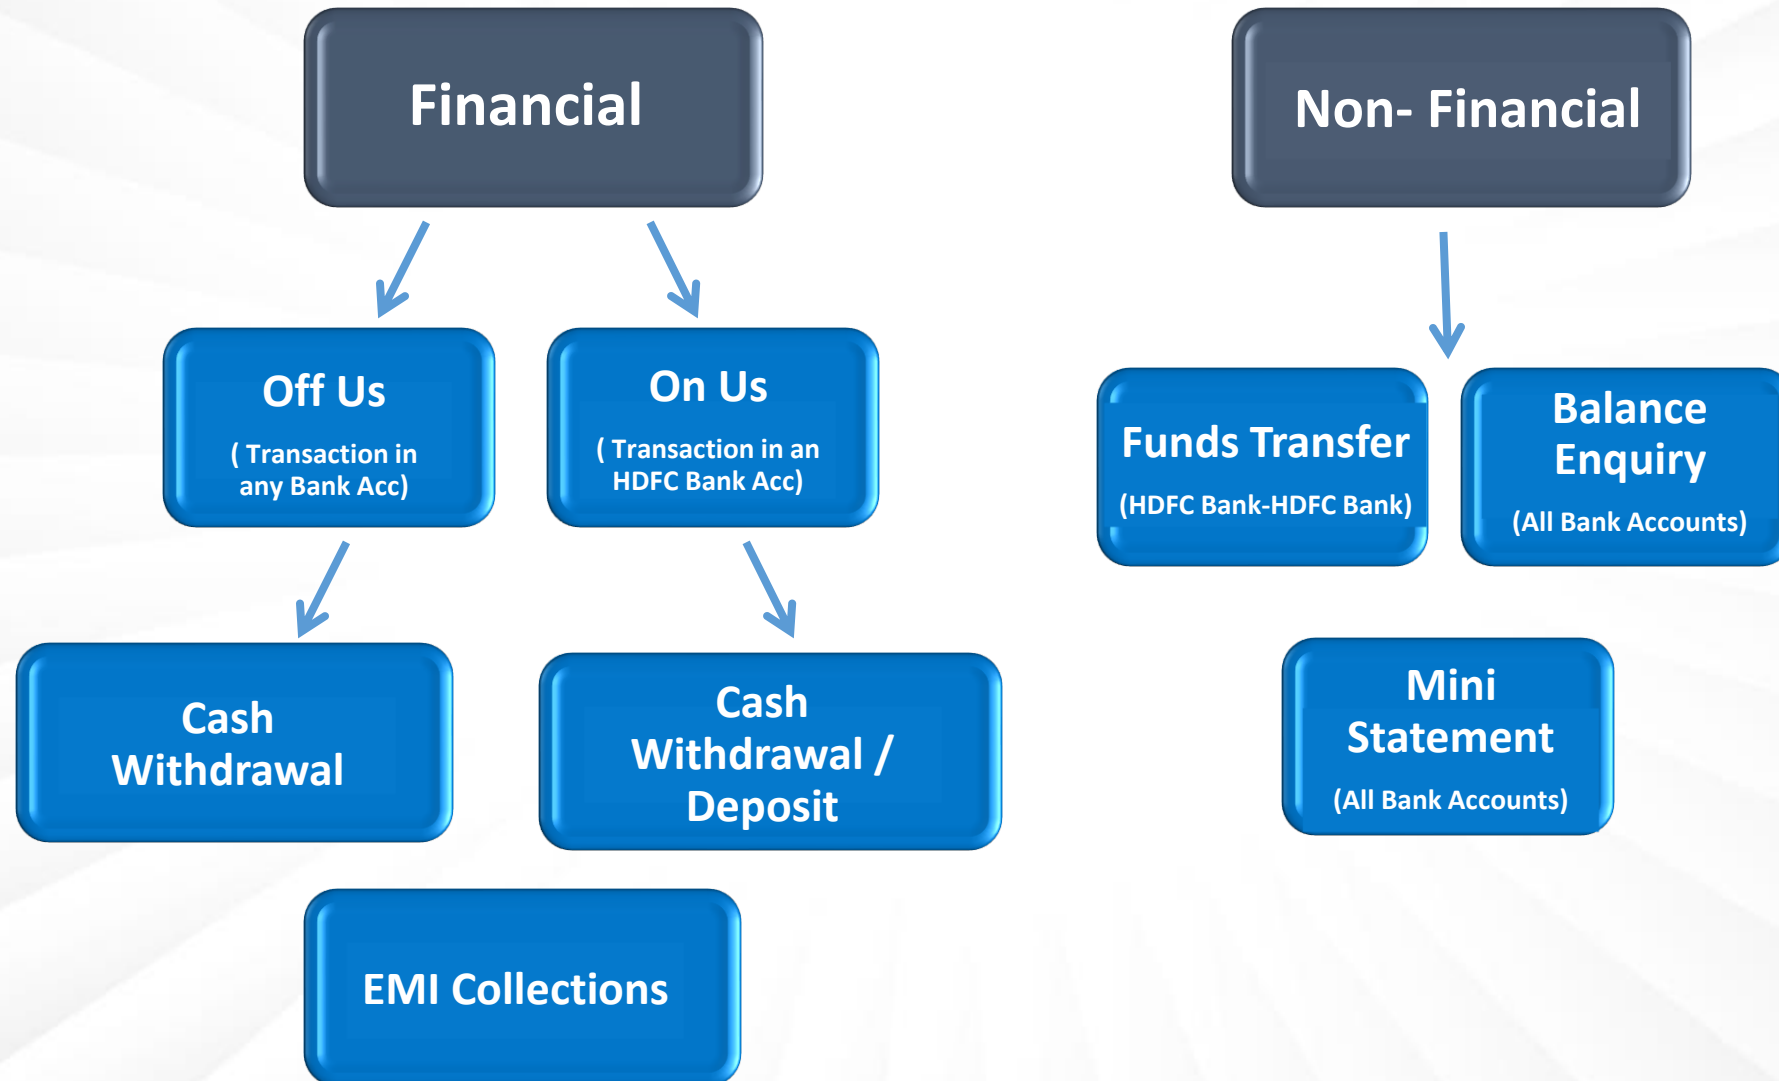 Financial
Non- Financial
Off Us
( Transaction in
any Bank Acc)
On Us
( Transaction in an
HDFC Bank Acc)
Funds Transfer
(HDFC Bank-HDFC Bank)
Balance
Enquiry
(All Bank Accounts)
Cash
Withdrawal
Cash
Withdrawal /
Deposit
Mini
Statement
(All Bank Accounts)
EMI Collections